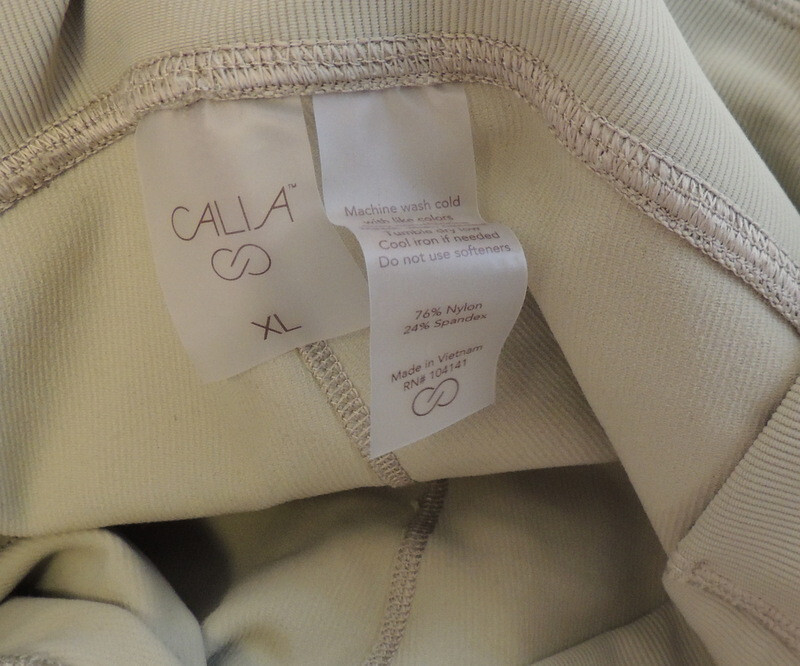 CALIA™
XL
Machine wash cold
with like colors
Tumble dry low
Cool iron if needed
Do not use softeners
76% Nylon
24% Spandex
Made in Vietnam
RN# 104141